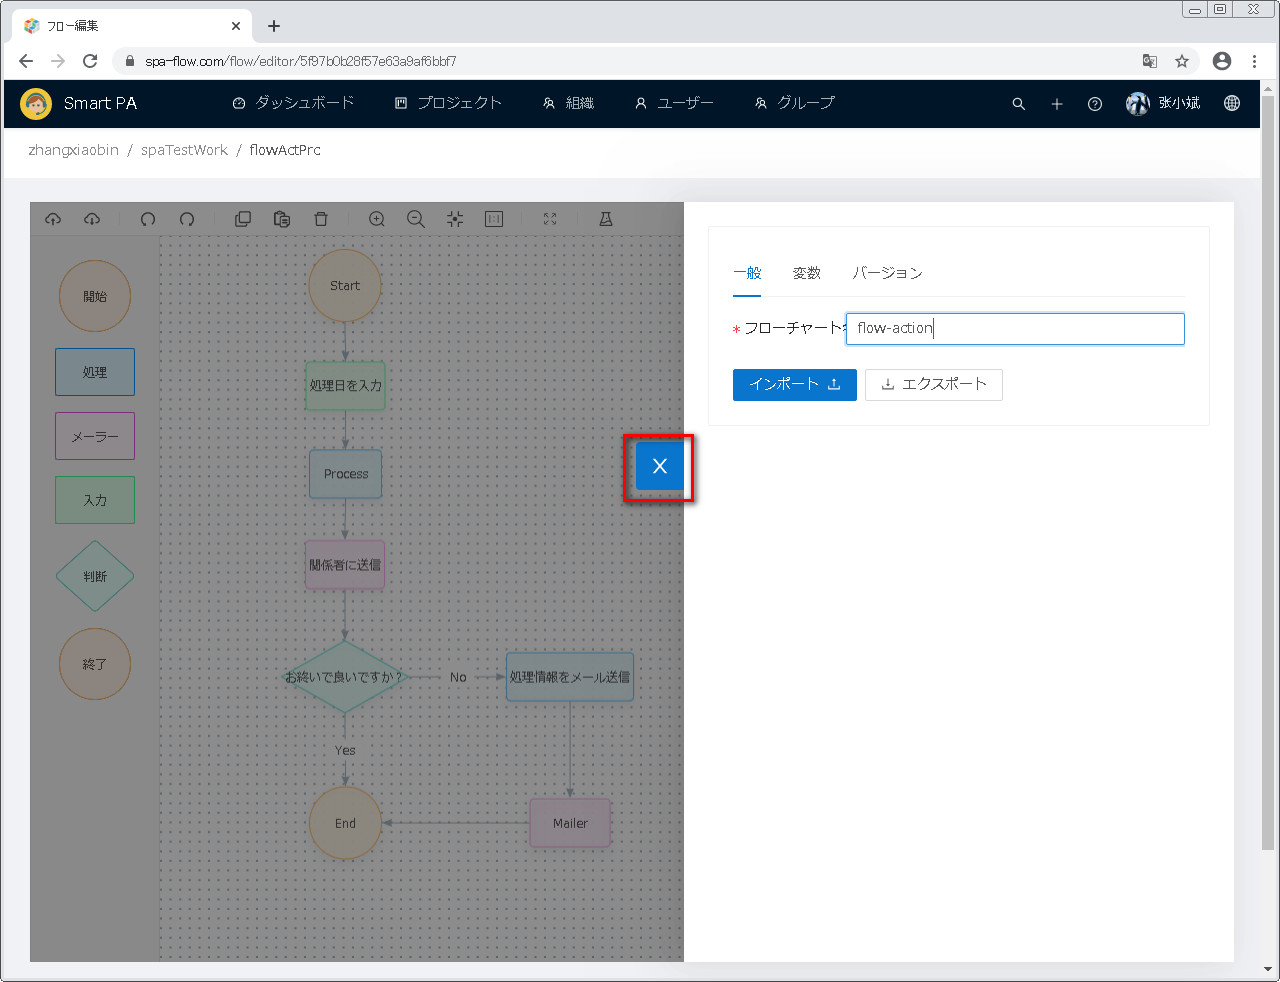 フロー編集
spa-flow.com/flow/editor/5f97b0b28f57e63a9af6bbf7
Smart PA
ダッシュボード
プロジェクト
組織
ユーザー
グループ
张小斌
zhangxiaobin / spaTestWork / flowActPrc
開始
処理
メーラー
入力
判断
終了
Start
処理日を入力
Process
関係者に送信
お終いで良いですか？
No
処理情報をメール送信
Yes
End
Mailer
一般
変数
バージョン
* フローチャート
flow-action
インポート
エクスポート